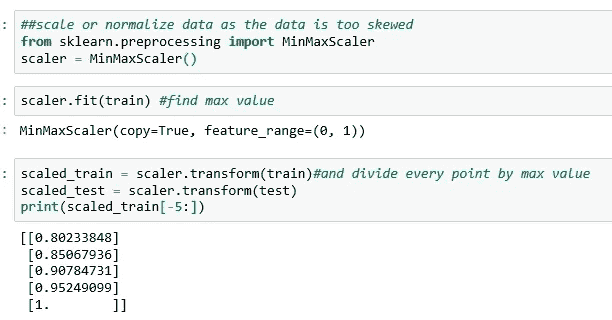 : ##scale or normalize data as the data is too skewed
from sklearn.preprocessing import MinMaxScaler
scaler = MinMaxScaler()
: scaler.fit(train) #find max value
: MinMaxScaler(copy=True, feature_range=(0, 1))
: scaled_train = scaler.transform(train)#and divide every point by max value
scaled_test = scaler.transform(test)
print(scaled_train[-5:])
[[0.80233848]
[0.85067936]
[0.90784731]
[0.95249099]
[1.        ]]